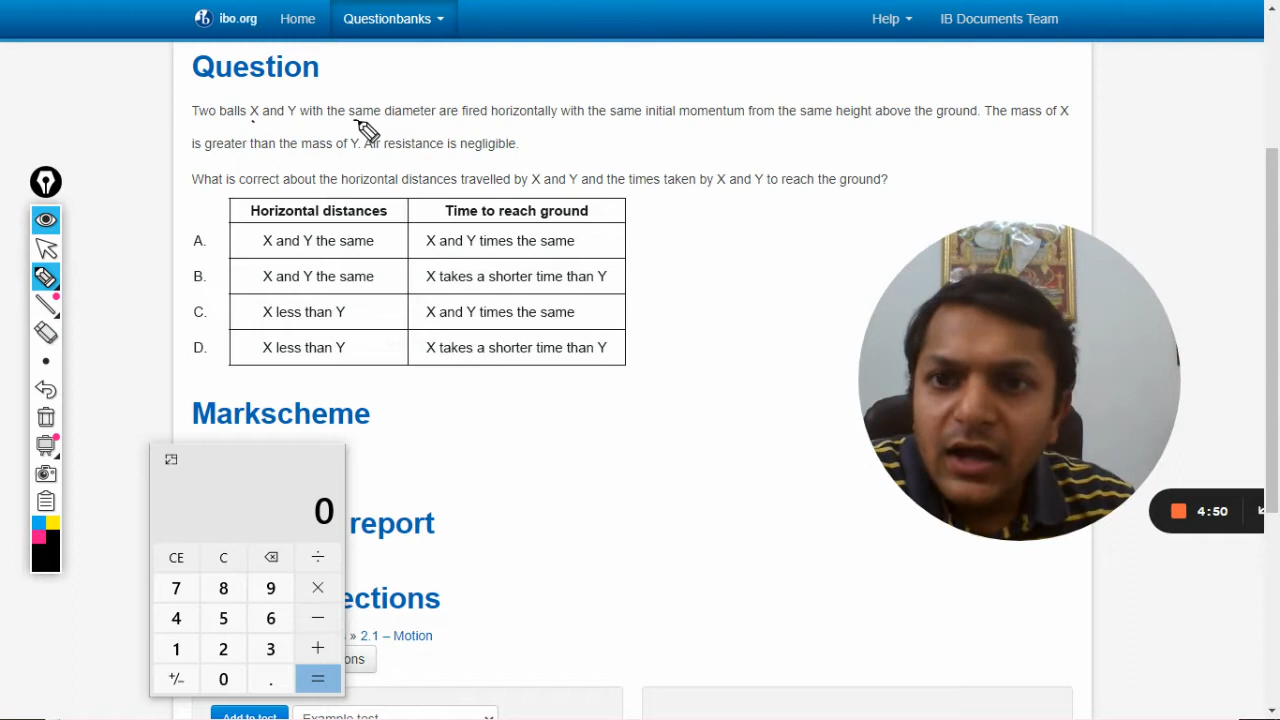 ibo.org Home Questionbanks Help IB Documents Team
Question
Two balls X and Y with the same diameter are fired horizontally with the same initial momentum from the same height above the ground. The mass of X
is greater than the mass of Y. Air resistance is negligible.
What is correct about the horizontal distances travelled by X and Y and the times taken by X and Y to reach the ground?
Horizontal distances Time to reach ground
A. X and Y the same X and Y times the same
B. X and Y the same X takes a shorter time than Y
C. X less than Y X and Y times the same
D. X less than Y X takes a shorter time than Y
Markscheme
0
4:50
report
CE C ÷
7 8 9 ×
ections
4 5 6 −
» 2.1 – Motion
1 2 3 +
ons
+/− 0 . =
Add to test Example test